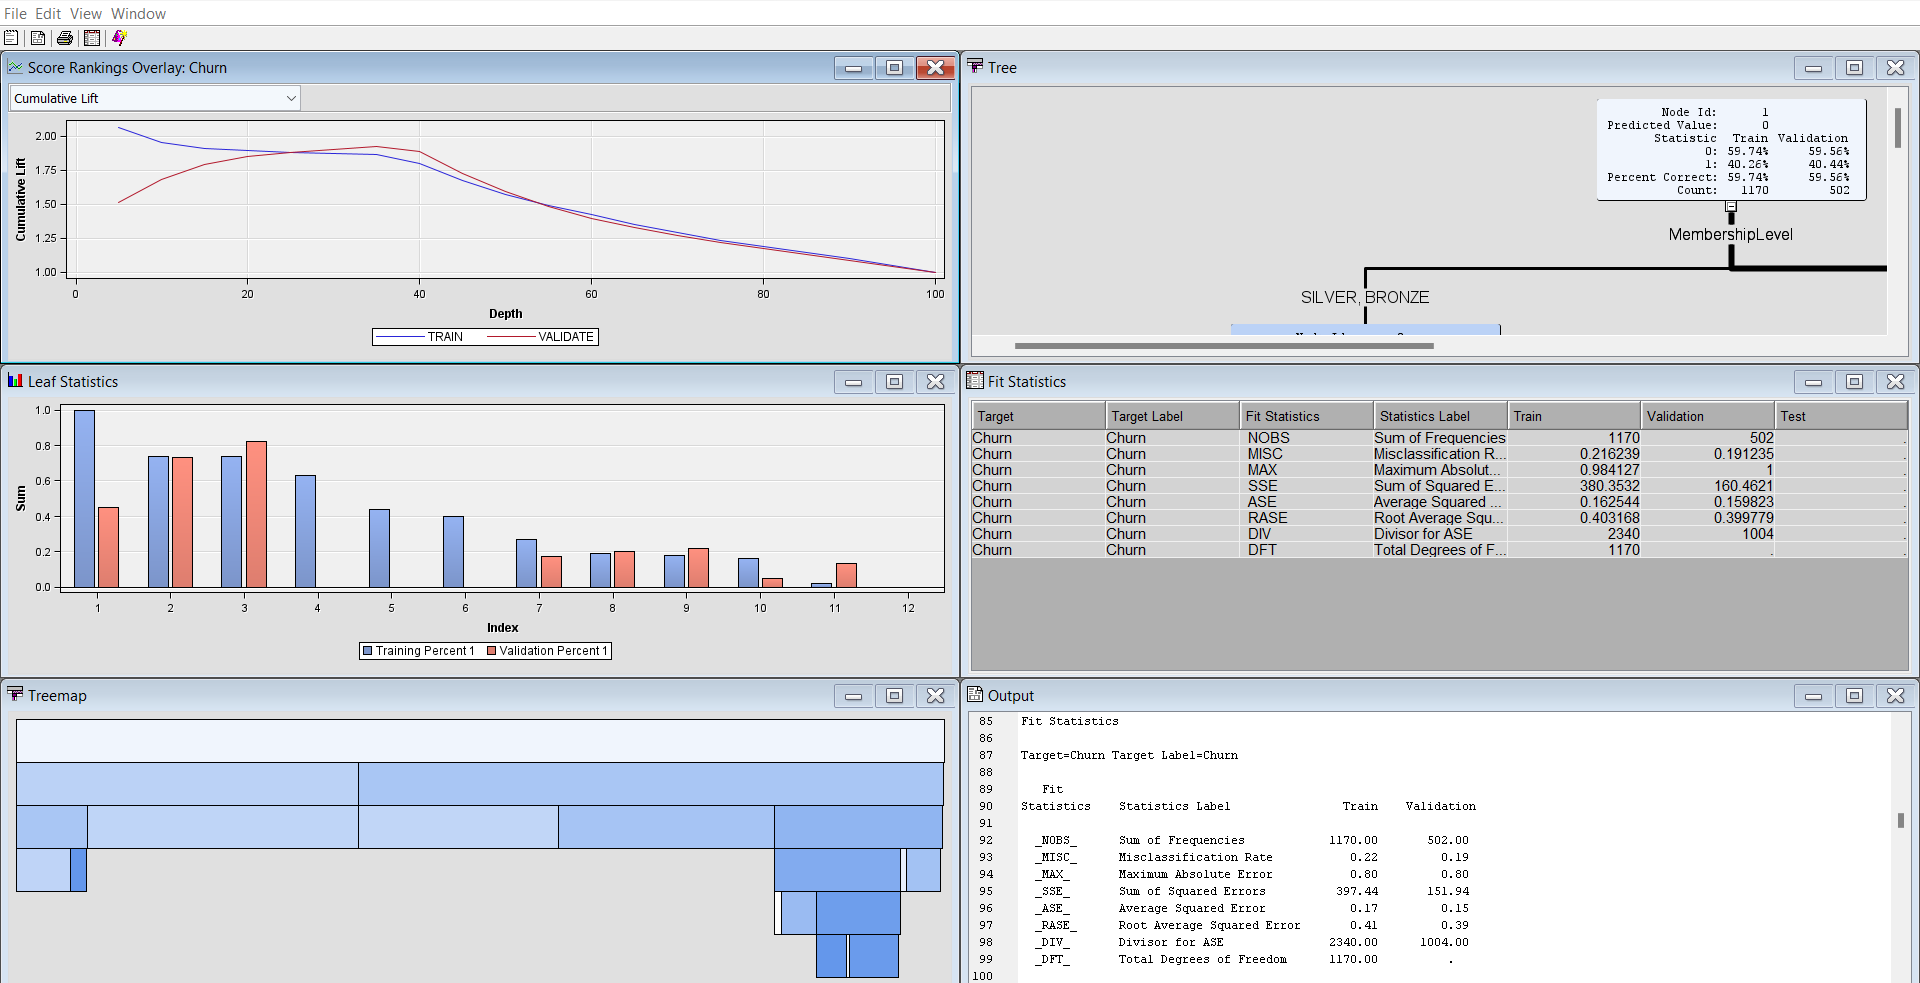 File Edit View Window
Score Rankings Overlay: Churn
Cumulative Lift
Cumulative Lift
2.00
1.75
1.50
1.25
1.00
0 20 40 60 80 100
Depth
TRAIN VALIDATE
Tree
Node Id: 1
Predicted Value: 0
Statistic Train Validation
0: 59.74% 59.56%
1: 40.26% 40.44%
Percent Correct: 59.74% 59.56%
Count: 1170 502
MembershipLevel
SILVER, BRONZE
Leaf Statistics
Sum
1.0
0.8
0.6
0.4
0.2
0.0
1 2 3 4 5 6 7 8 9 10 11 12
Index
Training Percent 1 Validation Percent 1
Fit Statistics
Target Target Label Fit Statistics Statistics Label Train Validation Test
Churn Churn NOBS Sum of Frequencies 1170 502 .
Churn Churn MISC Misclassification R... 0.216239 0.191235 .
Churn Churn MAX Maximum Absolut... 0.984127 1 .
Churn Churn SSE Sum of Squared E... 380.3532 160.4621 .
Churn Churn ASE Average Squared ... 0.162544 0.159823 .
Churn Churn RASE Root Average Squ... 0.403168 0.399779 .
Churn Churn DIV Divisor for ASE 2340 1004 .
Churn Churn DFT Total Degrees of F... 1170 . .
Treemap
Output
85 Fit Statistics
86
87 Target=Churn Target Label=Churn
88
89 Fit
90 Statistics Statistics Label Train Validation
91
92 _NOBS_ Sum of Frequencies 1170.00 502.00
93 _MISC_ Misclassification Rate 0.22 0.19
94 _MAX_ Maximum Absolute Error 0.80 0.80
95 _SSE_ Sum of Squared Errors 397.44 151.94
96 _ASE_ Average Squared Error 0.17 0.15
97 _RASE_ Root Average Squared Error 0.41 0.39
98 _DIV_ Divisor for ASE 2340.00 1004.00
99 _DFT_ Total Degrees of Freedom 1170.00 .
100